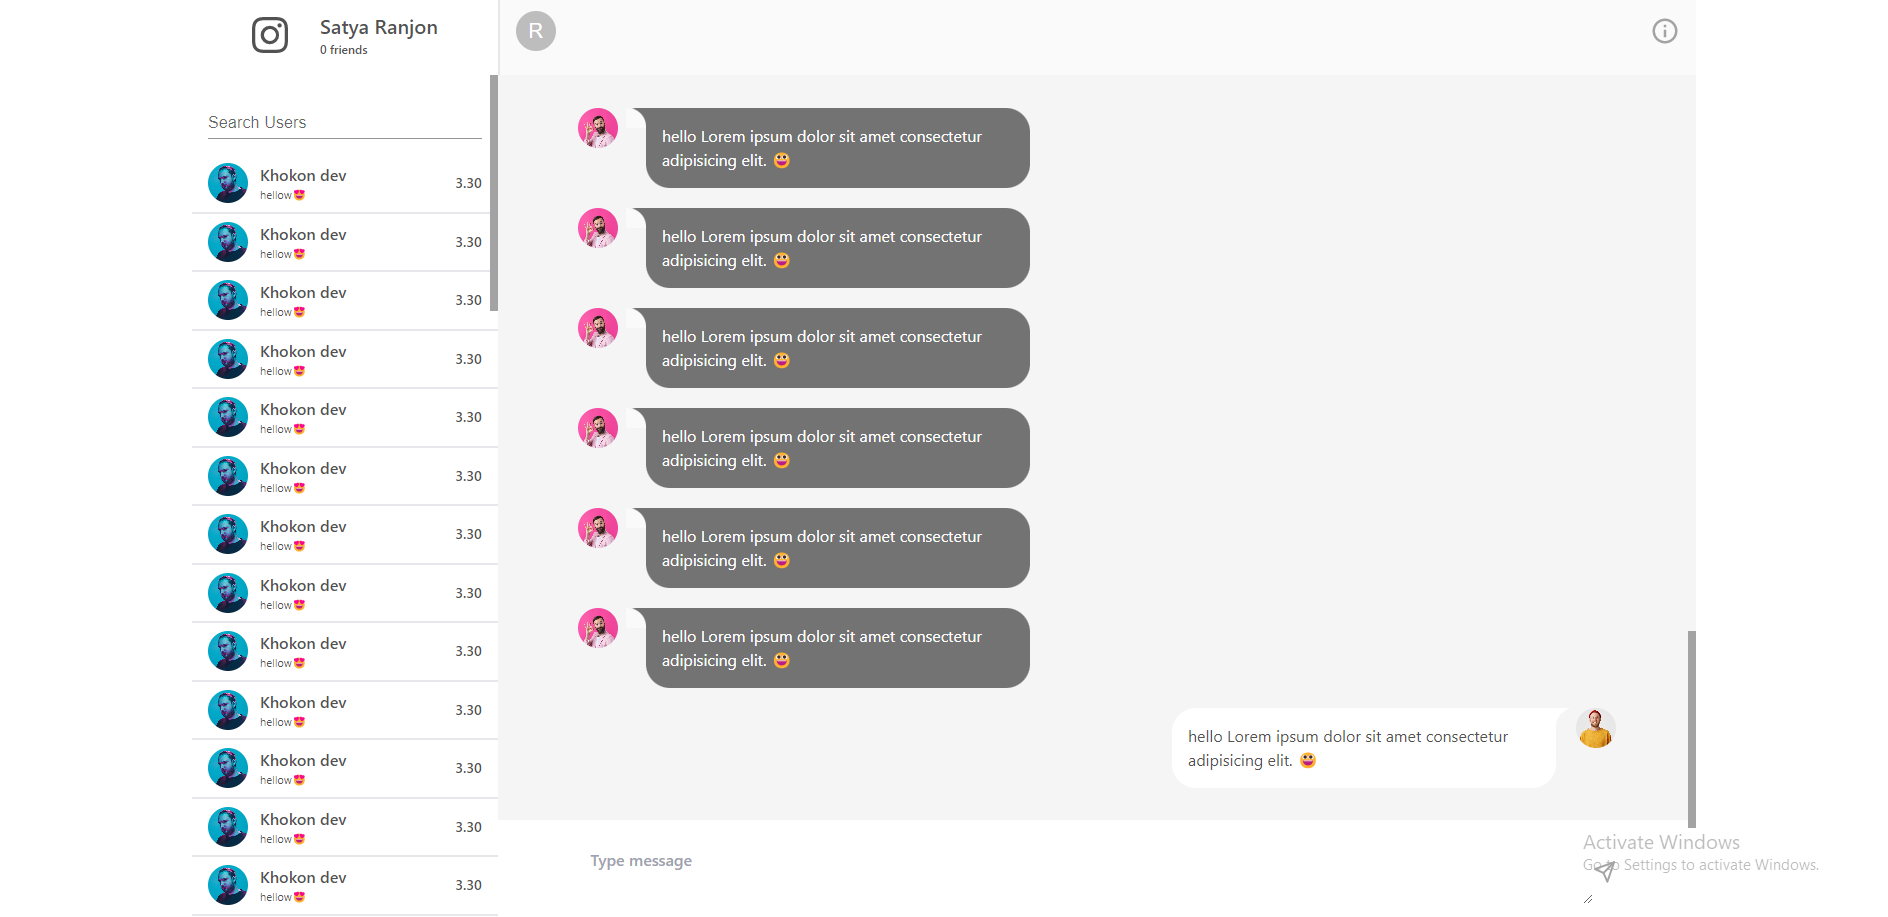 Satya Ranjon
0 friends
Search Users
Khokon dev
hellow😍
3.30
Khokon dev
hellow😍
3.30
Khokon dev
hellow😍
3.30
Khokon dev
hellow😍
3.30
Khokon dev
hellow😍
3.30
Khokon dev
hellow😍
3.30
Khokon dev
hellow😍
3.30
Khokon dev
hellow😍
3.30
Khokon dev
hellow😍
3.30
Khokon dev
hellow😍
3.30
Khokon dev
hellow😍
3.30
Khokon dev
hellow😍
3.30
Khokon dev
hellow😍
3.30
R
hello Lorem ipsum dolor sit amet consectetur
adipisicing elit. 😀
hello Lorem ipsum dolor sit amet consectetur
adipisicing elit. 😀
hello Lorem ipsum dolor sit amet consectetur
adipisicing elit. 😀
hello Lorem ipsum dolor sit amet consectetur
adipisicing elit. 😀
hello Lorem ipsum dolor sit amet consectetur
adipisicing elit. 😀
hello Lorem ipsum dolor sit amet consectetur
adipisicing elit. 😀
hello Lorem ipsum dolor sit amet consectetur
adipisicing elit. 😀
Type message
Activate Windows
Go to Settings to activate Windows.